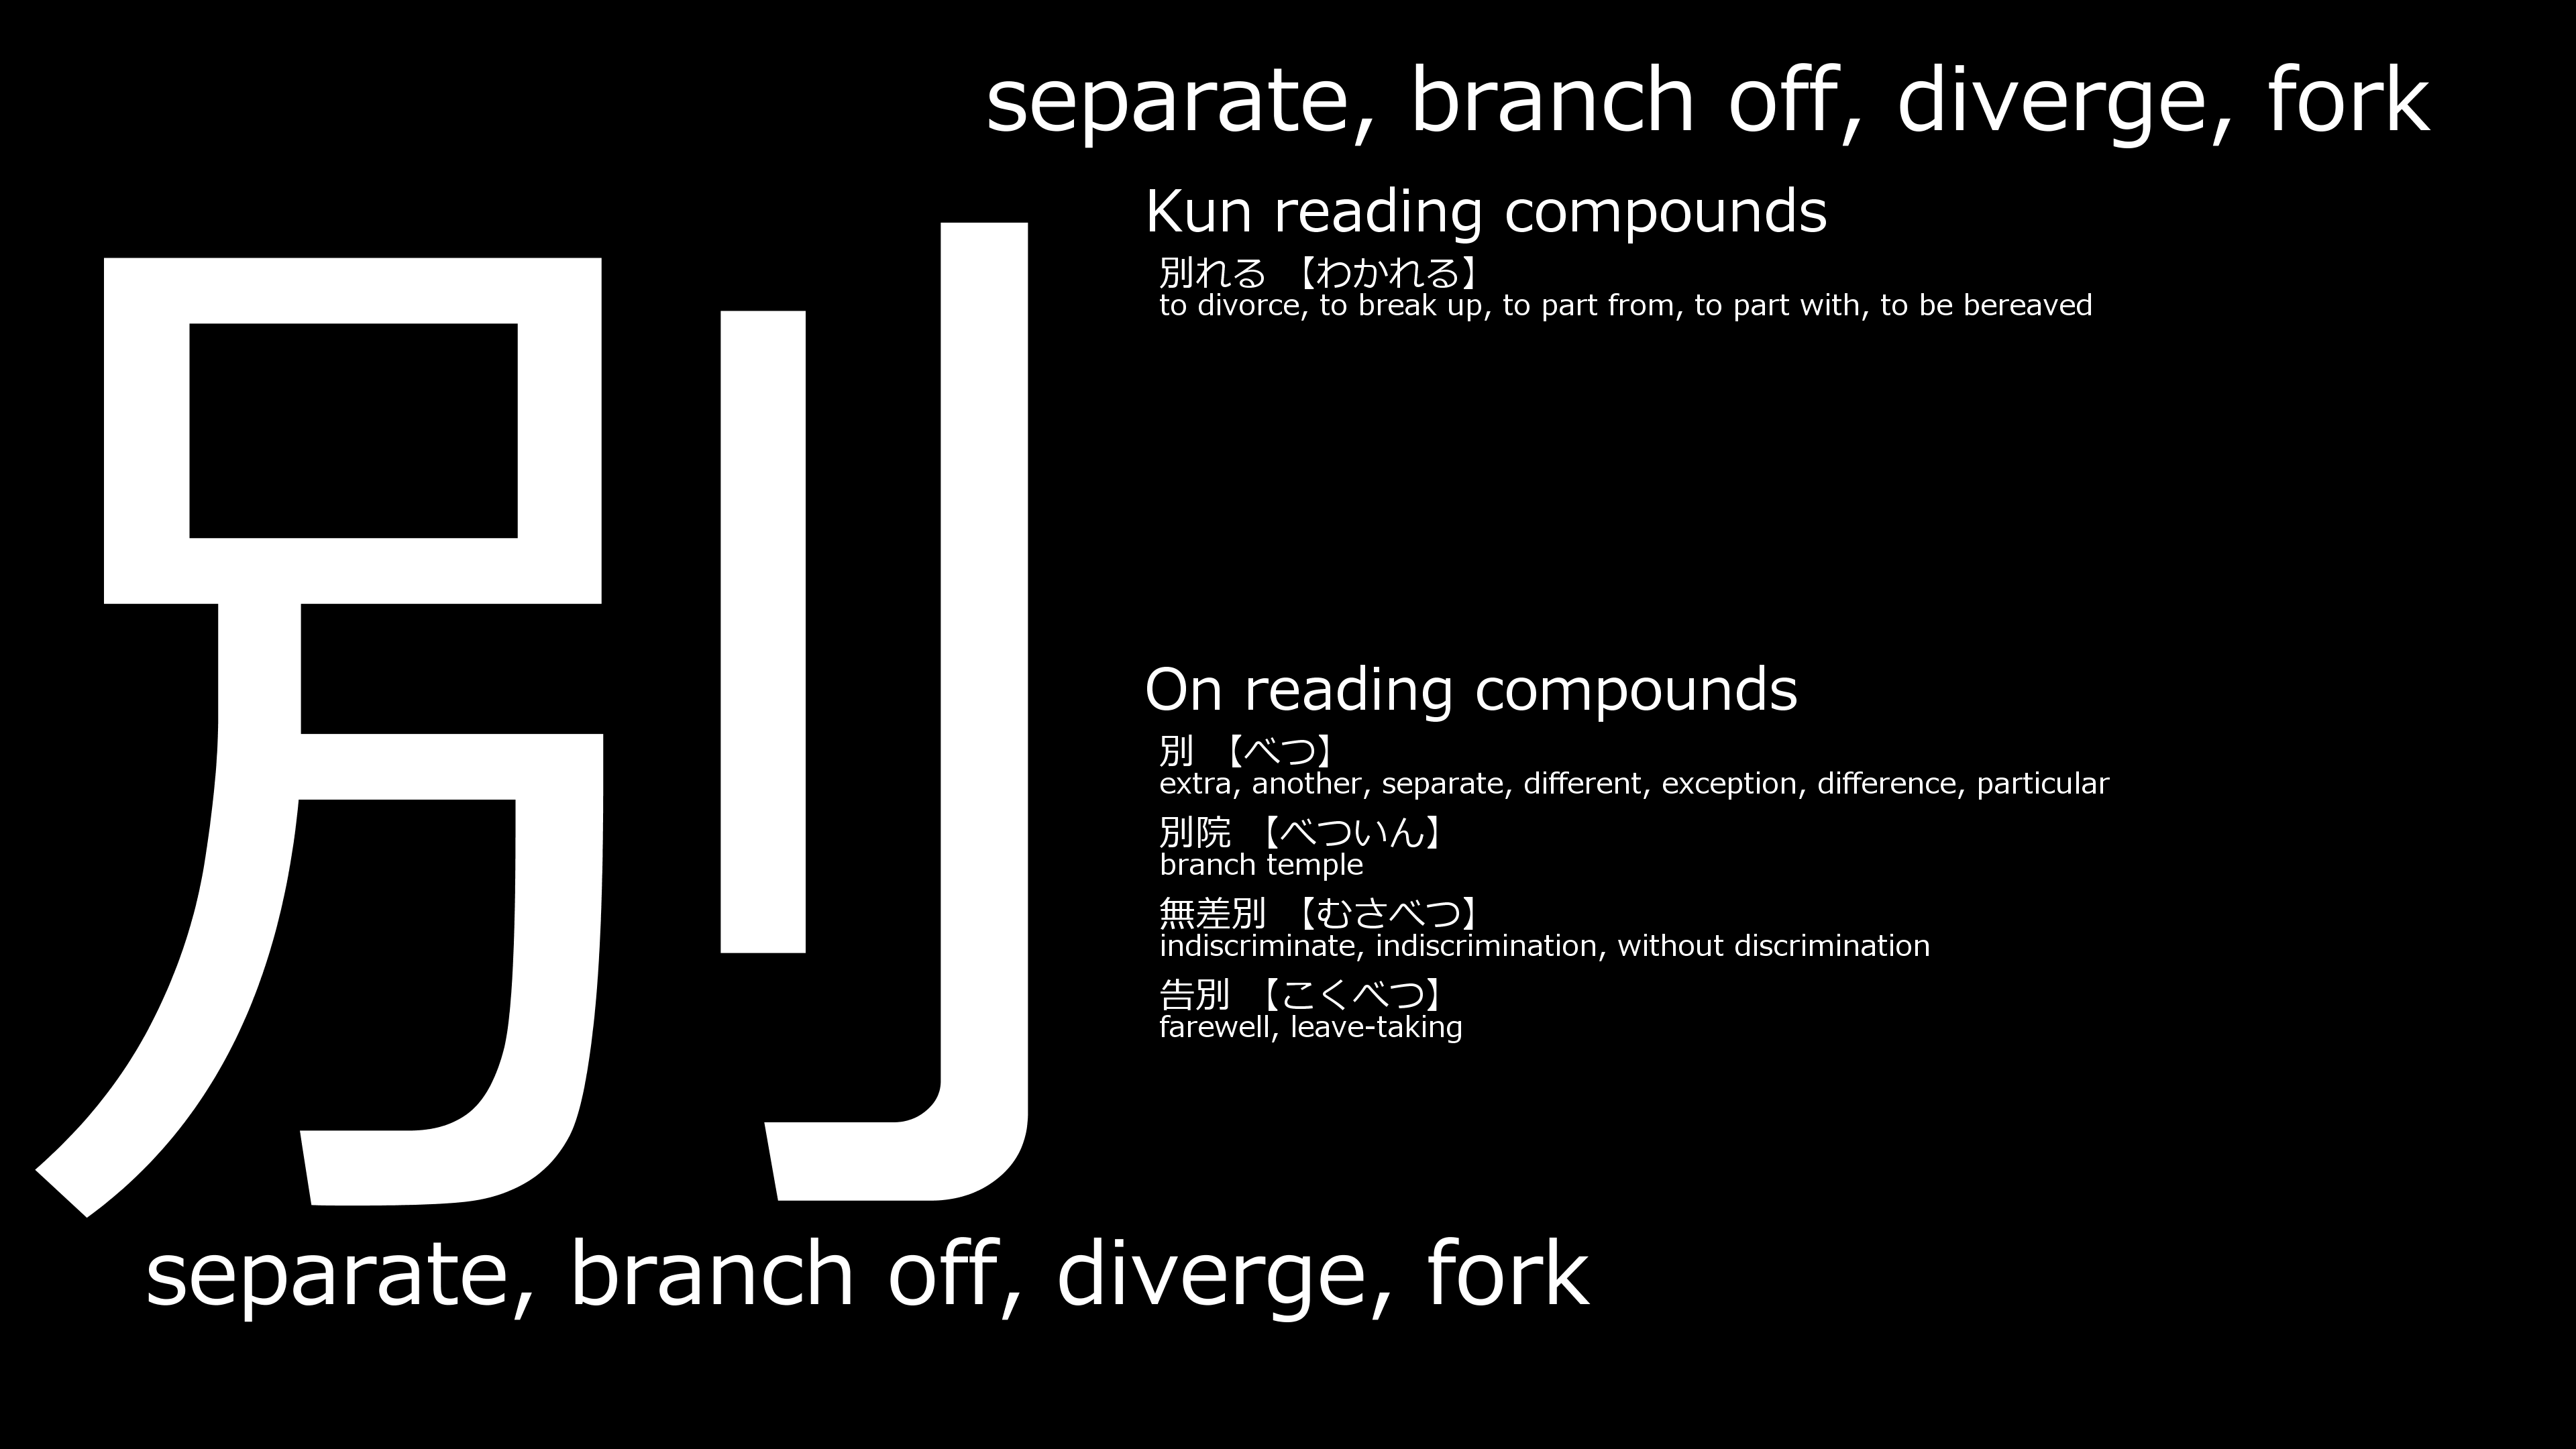 separate, branch off, diverge, fork
別
Kun reading compounds
別れる 【わかれる】
to divorce, to break up, to part from, to part with, to be bereaved
On reading compounds
別 【べつ】
extra, another, separate, different, exception, difference, particular
別院 【べついん】
branch temple
無差別 【むさべつ】
indiscriminate, indiscrimination, without discrimination
告別 【こくべつ】
farewell, leave-taking
separate, branch off, diverge, fork